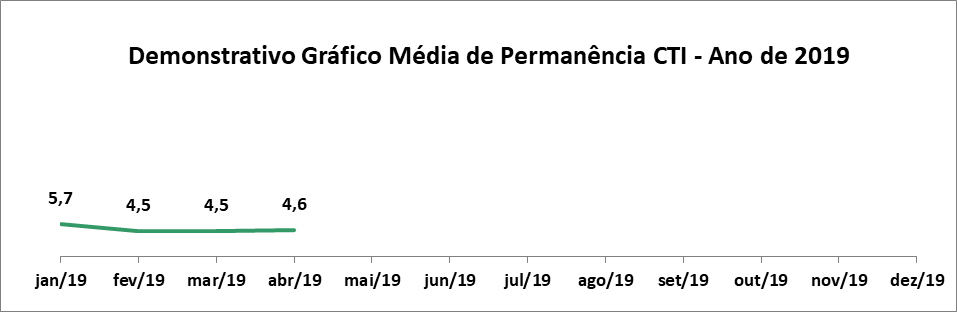 Demonstrativo Gráfico Média de Permanência CTI - Ano de 2019
5,7 4,5 4,5 4,6
jan/19 fev/19 mar/19 abr/19 mai/19 jun/19 jul/19 ago/19 set/19 out/19 nov/19 dez/19